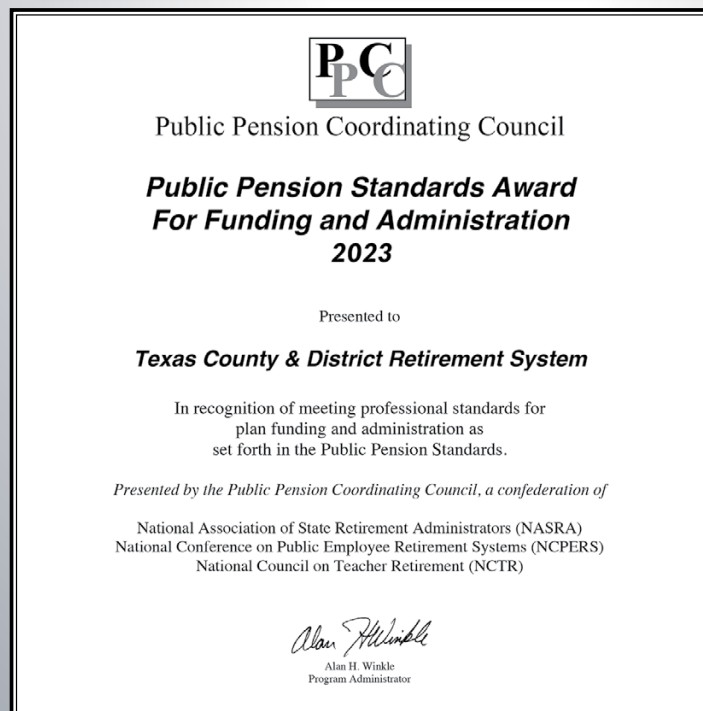 PPCC
Public Pension Coordinating Council
Public Pension Standards Award
For Funding and Administration
2023
Presented to
Texas County & District Retirement System
In recognition of meeting professional standards for
plan funding and administration as
set forth in the Public Pension Standards.
Presented by the Public Pension Coordinating Council, a confederation of
National Association of State Retirement Administrators (NASRA)
National Conference on Public Employee Retirement Systems (NCPERS)
National Council on Teacher Retirement (NCTR)
Alan H Winkle
Alan H. Winkle
Program Administrator